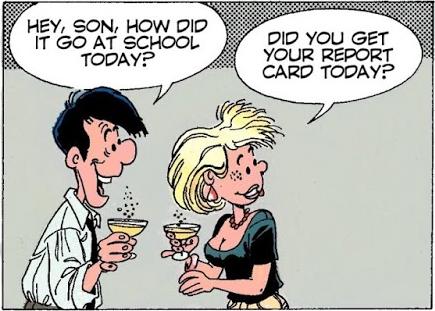 HEY, SON, HOW DID
IT GO AT SCHOOL
TODAY?
DID YOU GET
YOUR REPORT
CARD TODAY?